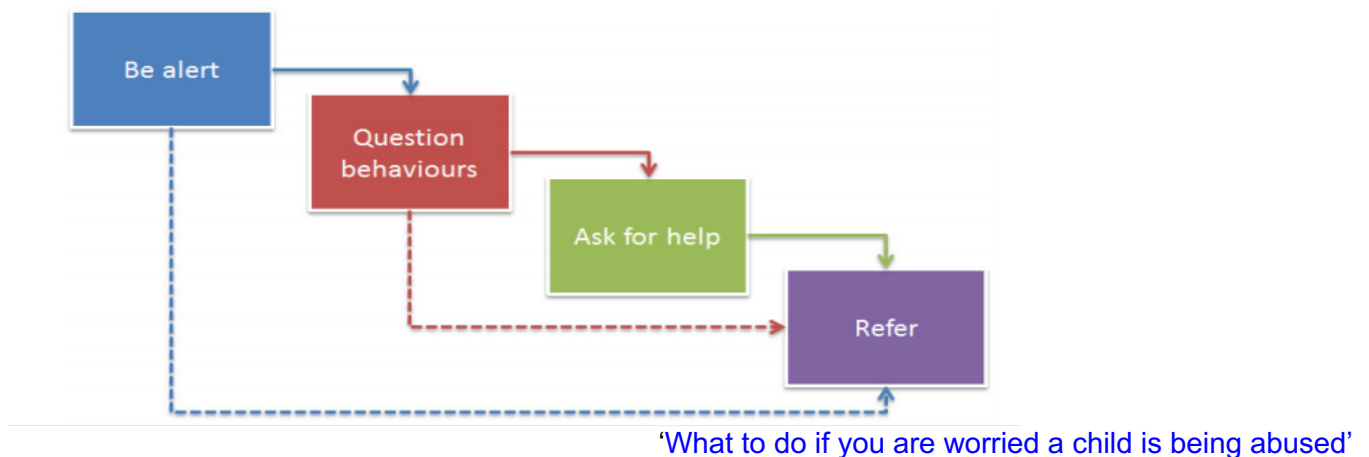 Be alert
Question
behaviours
Ask for help
Refer
‘What to do if you are worried a child is being abused’